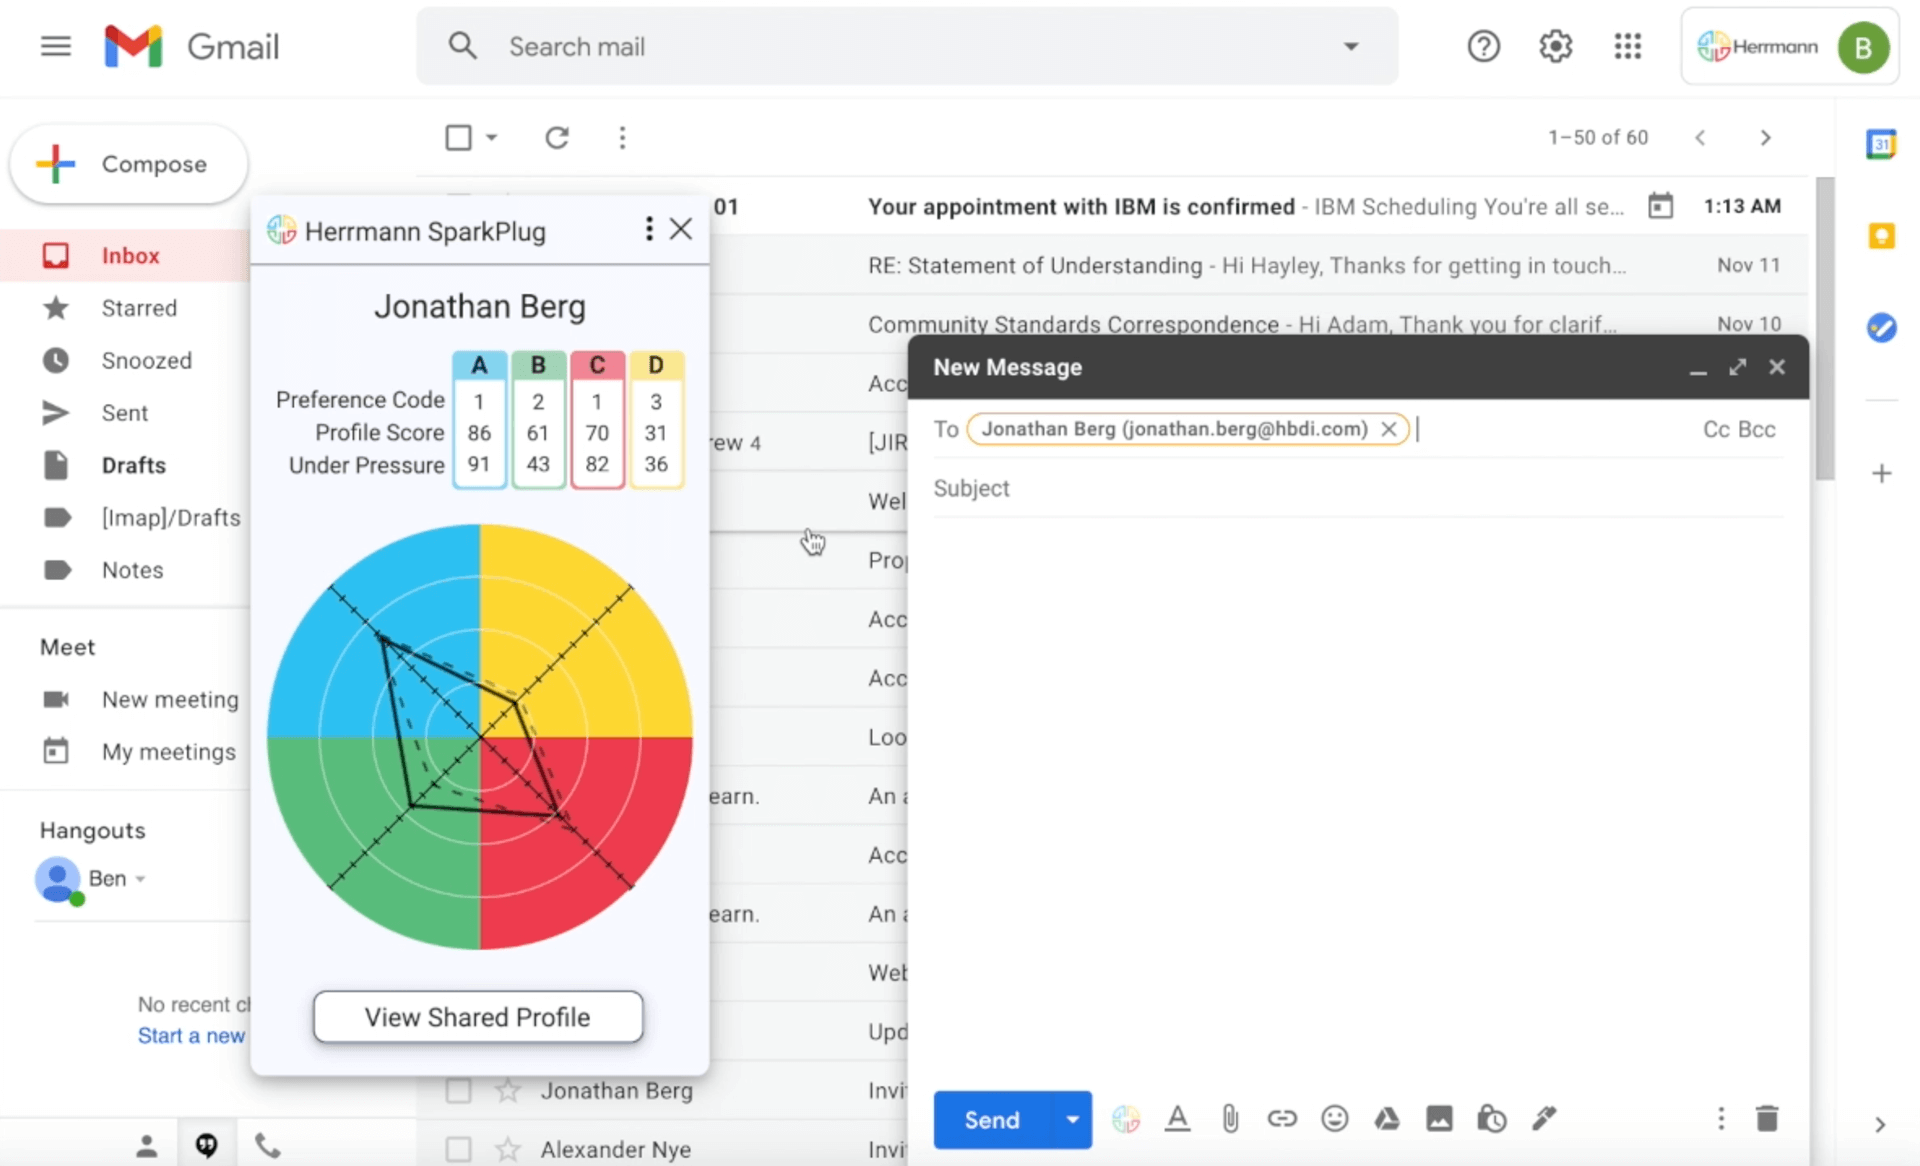 Gmail
Search mail
Herrmann
B
Compose
1–50 of 60
31
Inbox
Starred
Snoozed
Sent
Drafts
[Imap]/Drafts
Notes
Meet
New meeting
My meetings
Hangouts
Ben
No recent
Start a new
Herrmann SparkPlug
Jonathan Berg
A B C D
Preference Code 1 2 1 3
Profile Score 86 61 70 31
Under Pressure 91 43 82 36
View Shared Profile
01 Your appointment with IBM is confirmed - IBM Scheduling You're all se... 1:13 AM
RE: Statement of Understanding - Hi Hayley, Thanks for getting in touch... Nov 11
Community Standards Correspondence - Hi Adam, Thank you for clarif... Nov 10
Acc
4 [JIR
Wel
Acc
Acc
Loo
earn. An
Acc
earn. An
Web
Upd
Jonathan Berg Invi
Alexander Nye Invi
New Message
To Jonathan Berg (jonathan.berg@hbdi.com) Cc Bcc
Subject
Send